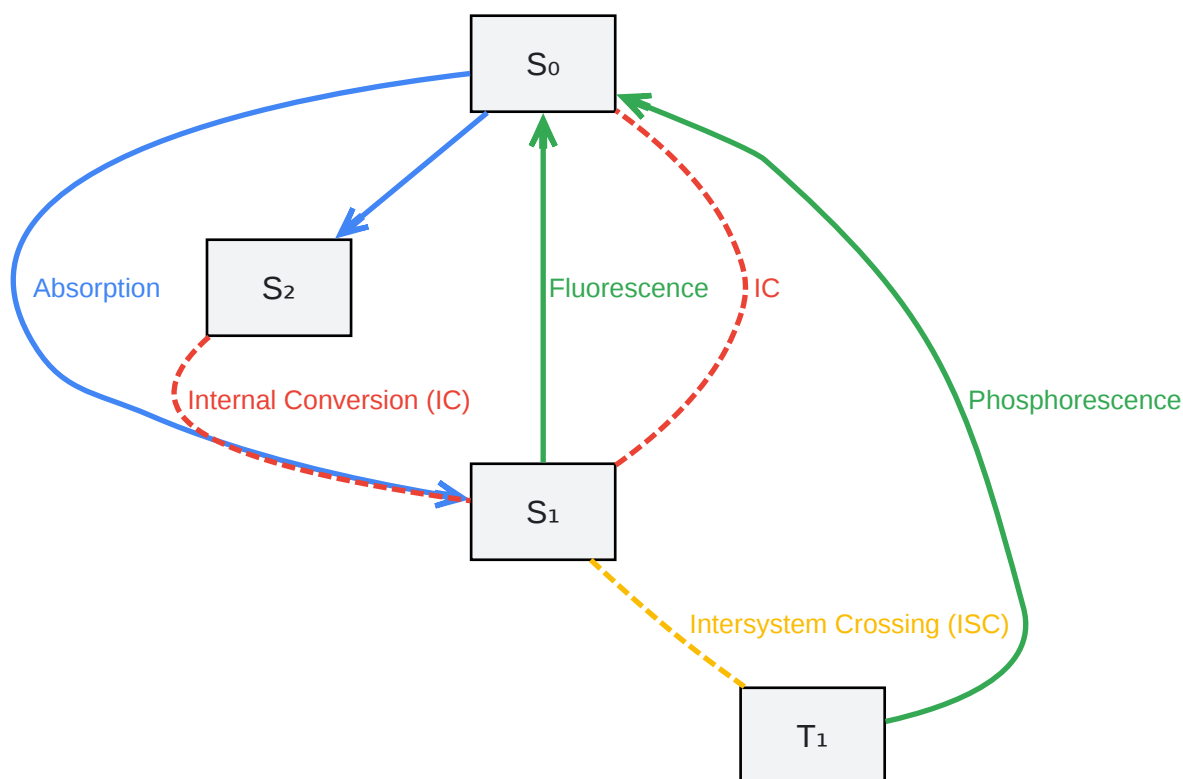 S₀
Absorption
S₂
Fluorescence
IC
Internal Conversion (IC)
Phosphorescence
S₁
Intersystem Crossing (ISC)
T₁